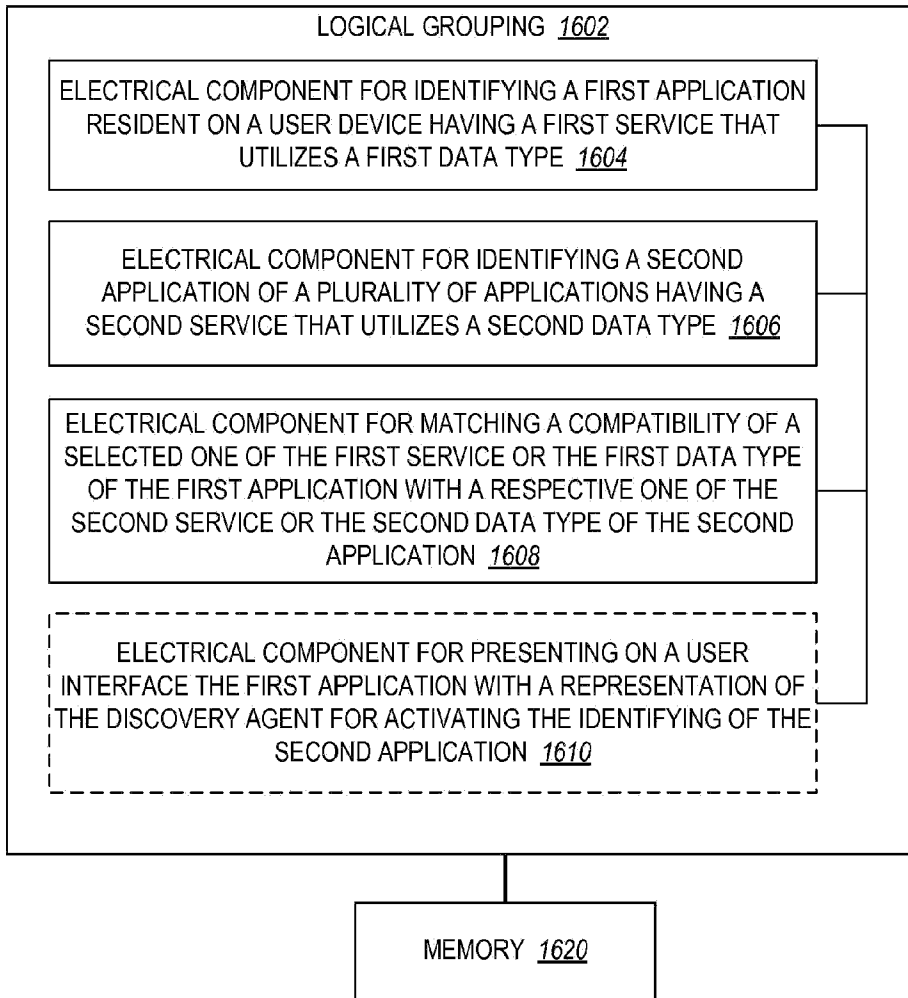 LOGICAL GROUPING 1602
ELECTRICAL COMPONENT FOR IDENTIFYING A FIRST APPLICATION
RESIDENT ON A USER DEVICE HAVING A FIRST SERVICE THAT
UTILIZES A FIRST DATA TYPE 1604
ELECTRICAL COMPONENT FOR IDENTIFYING A SECOND
APPLICATION OF A PLURALITY OF APPLICATIONS HAVING A
SECOND SERVICE THAT UTILIZES A SECOND DATA TYPE 1606
ELECTRICAL COMPONENT FOR MATCHING A COMPATIBILITY OF A
SELECTED ONE OF THE FIRST SERVICE OR THE FIRST DATA TYPE
OF THE FIRST APPLICATION WITH A RESPECTIVE ONE OF THE
SECOND SERVICE OR THE SECOND DATA TYPE OF THE SECOND
APPLICATION 1608
ELECTRICAL COMPONENT FOR PRESENTING ON A USER
INTERFACE THE FIRST APPLICATION WITH A REPRESENTATION OF
THE DISCOVERY AGENT FOR ACTIVATING THE IDENTIFYING OF THE
SECOND APPLICATION 1610
MEMORY 1620